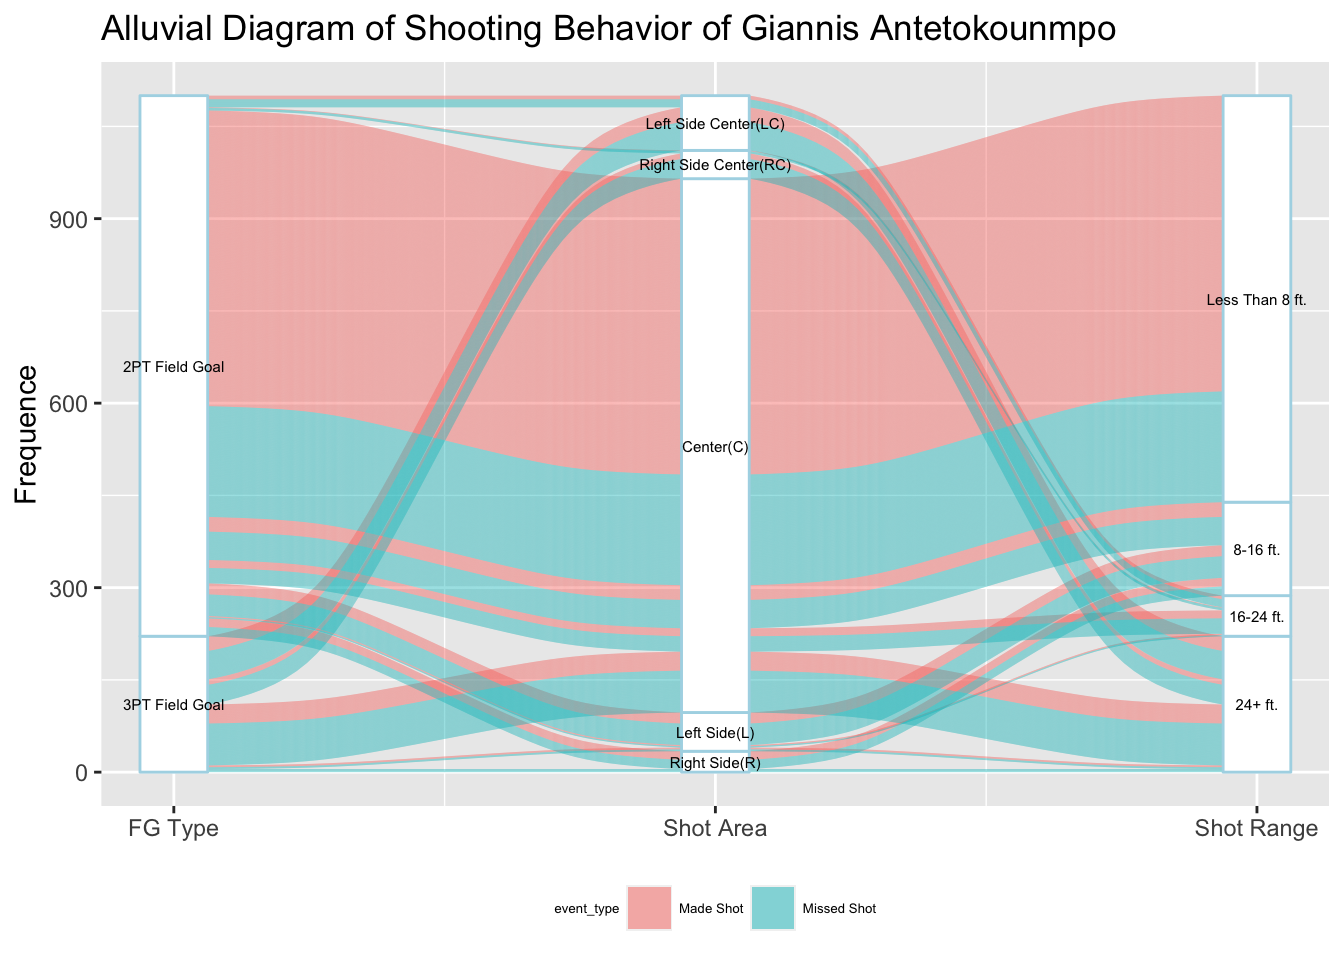 Alluvial Diagram of Shooting Behavior of Giannis Antetokounmpo
Left Side Center(LC)
Right Side Center(RC)
900
Less Than 8 ft.
2PT Field Goal
600
Center(C)
Frequence
8-16 ft.
300
16-24 ft.
3PT Field Goal
24+ ft.
Left Side(L)
Right Side(R)
0
FG Type Shot Area Shot Range
event_type Made Shot Missed Shot